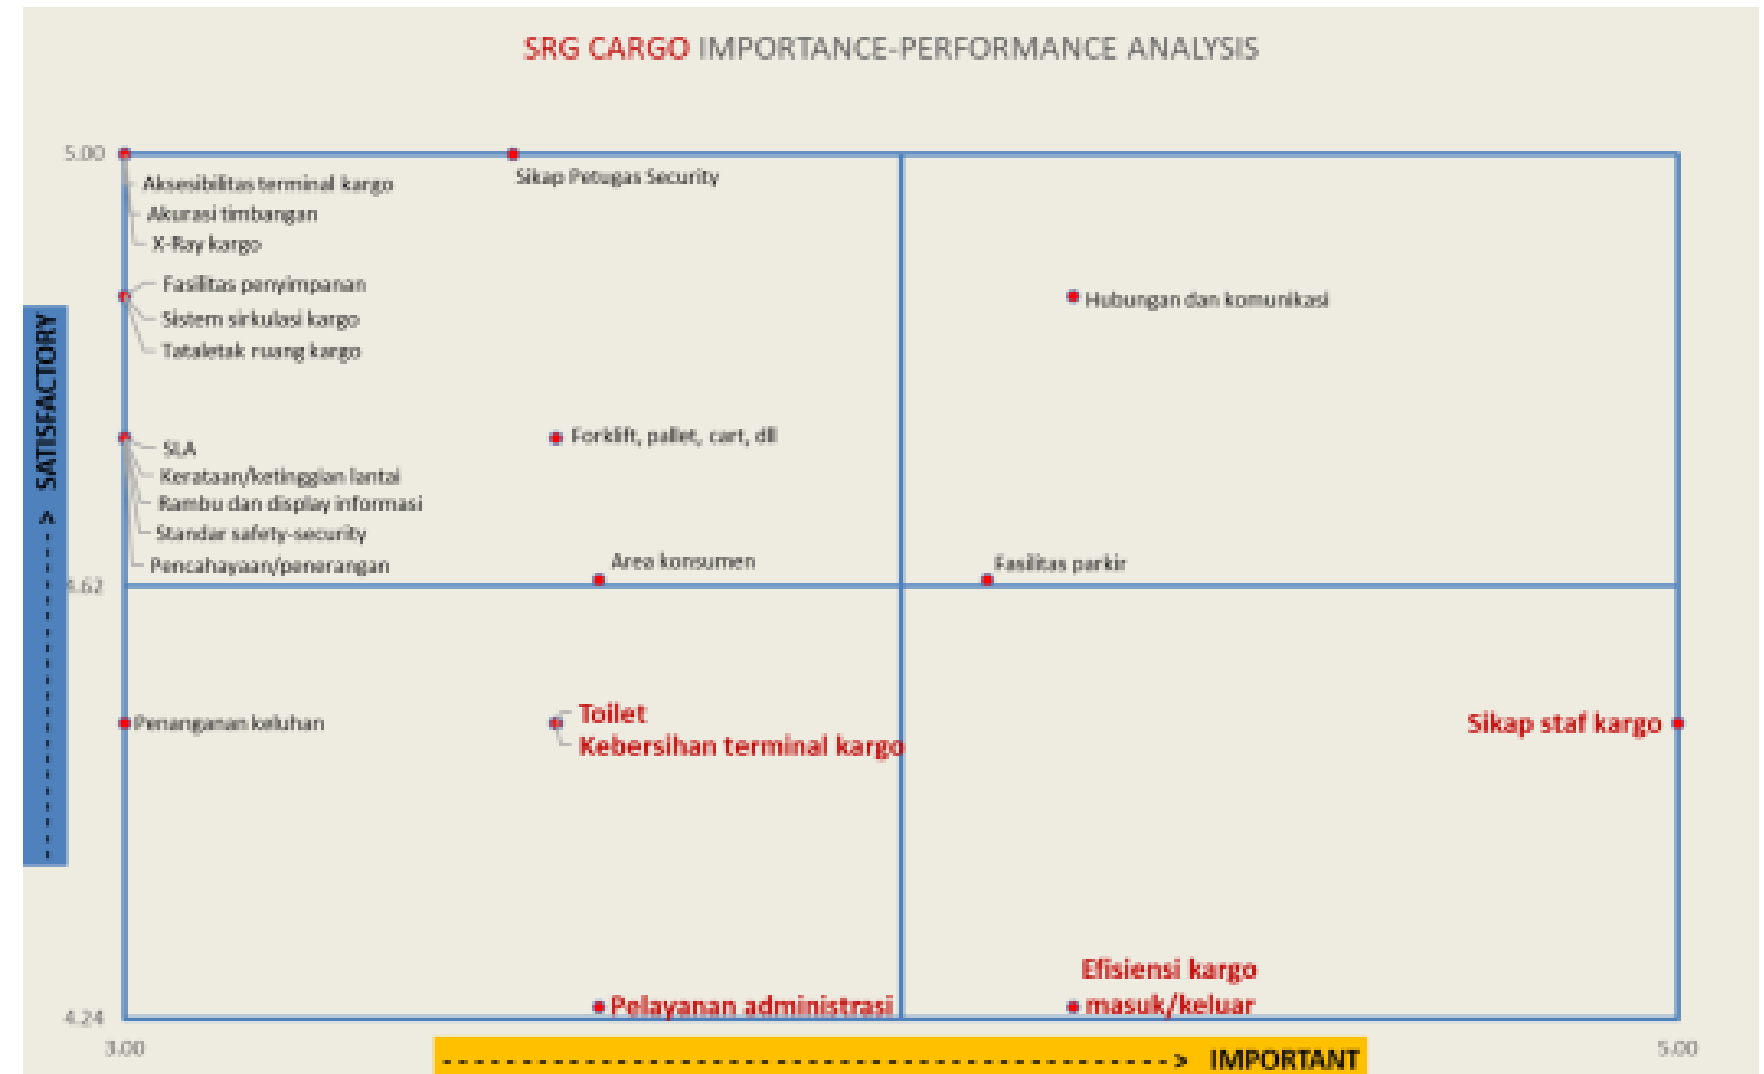 SRG CARGO IMPORTANCE-PERFORMANCE ANALYSIS
5.00
Aksesibilitas terminal kargo
Akurasi timbangan
X-Ray kargo
Sikap Petugas Security
Fasilitas penyimpanan
Sistem sirkulasi kargo
Tataletak ruang kargo
Hubungan dan komunikasi
SLA
Kerataan/ketinggian lantai
Rambu dan display informasi
Standar safety-security
Pencahayaan/penerangan
Forklift, pallet, cart, dll
Area konsumen
Fasilitas parkir
4.62
Penanganan keluhan
Toilet
Kebersihan terminal kargo
Sikap staf kargo
Pelayanan administrasi
Efisiensi kargo
masuk/keluar
4.24
3.00
5.00
---------------> SATISFACTORY
---------------------------------------------> IMPORTANT